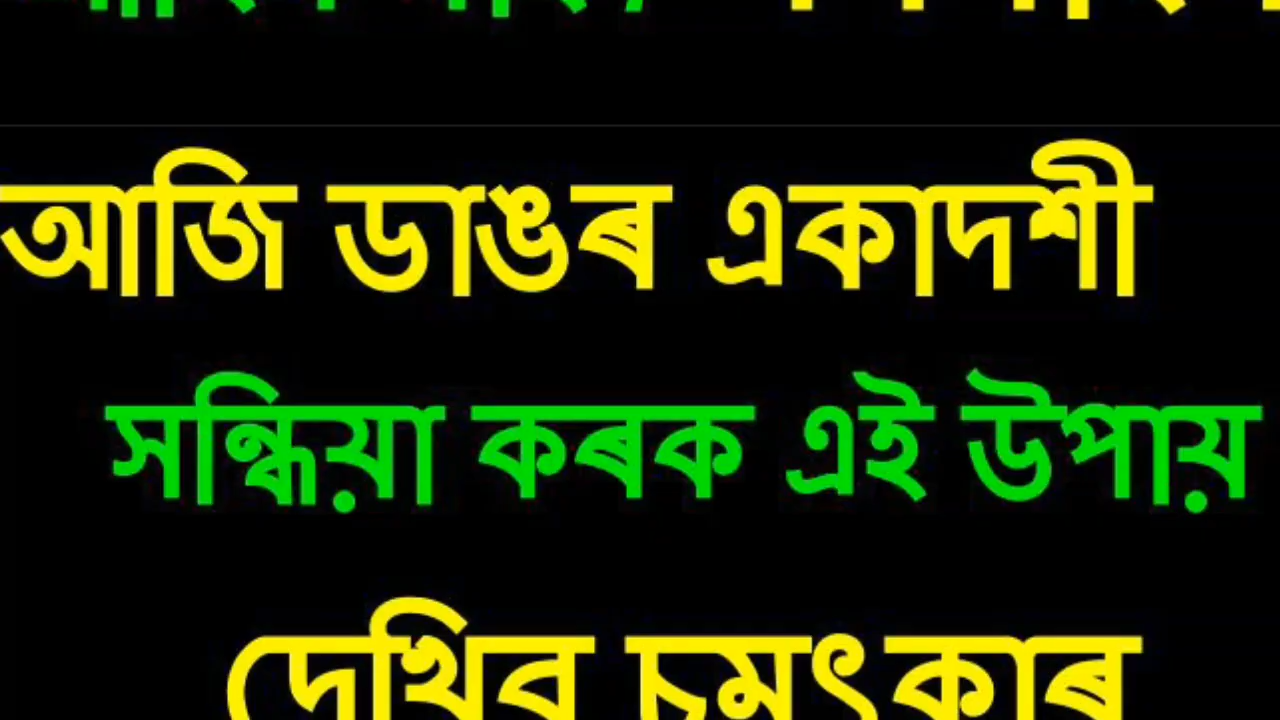 আজি ডাঙৰ একাদশী
সন্ধিয়া কৰক এই উপায়
দেখিব চমৎকাৰ